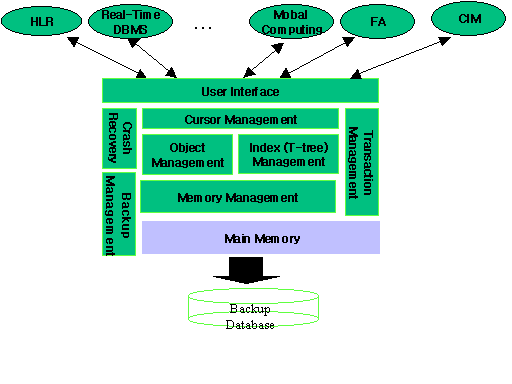 HLR
Real-Time
DBMS
...
Mobal
Computing
FA
CIM
User Interface
Crash
Recovery
Cursor Management
Transaction
Management
Object
Management
Index (T-tree)
Management
Backup
Management
Memory Management
Main Memory
Backup
Database